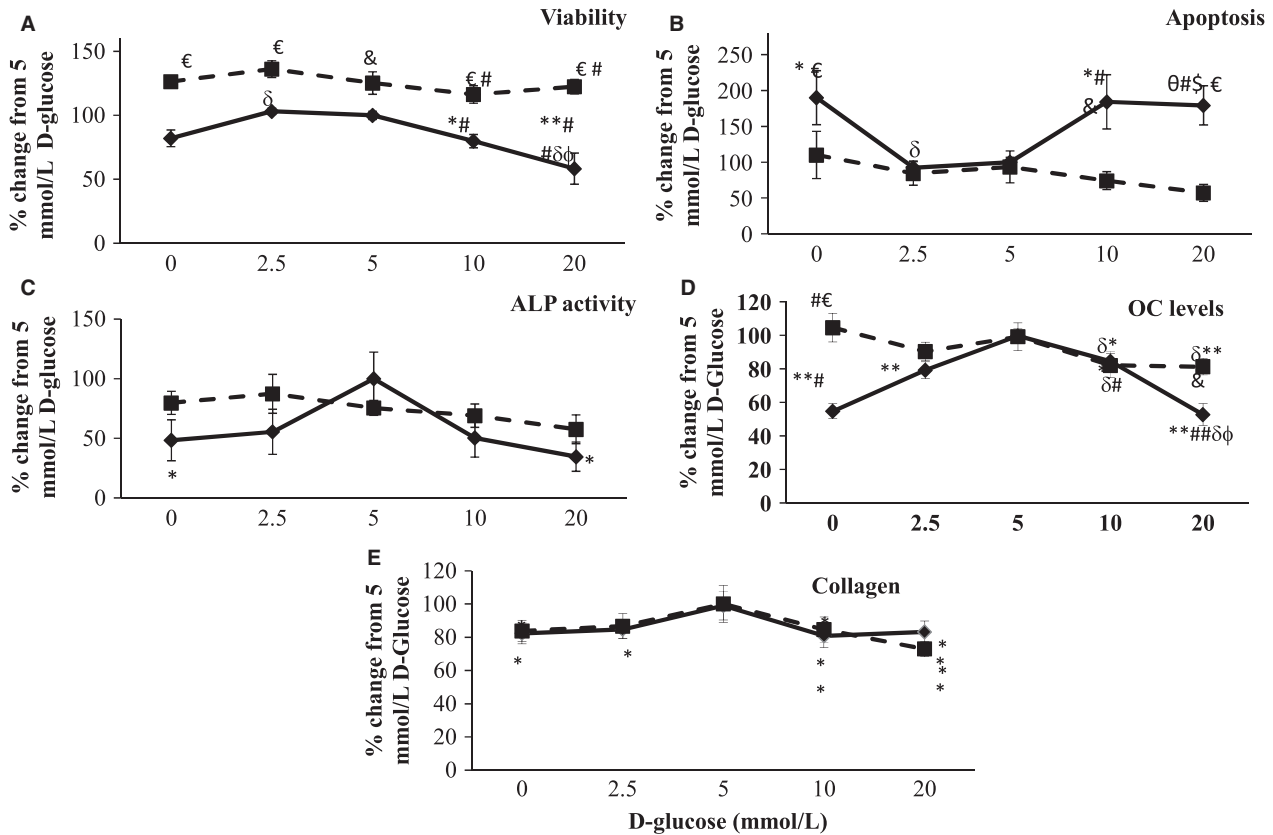 A
Viability
% change from 5
mmol/L D-glucose
150
100
50
0
€
€
&
€ #
€ #
δ
*#
**#
#δϕ
0 2.5 5 10 20
B
Apoptosis
% change from 5
mmol/L D-glucose
250
200
150
100
50
0
* €
δ
*#
&
θ#$ €
0 2.5 5 10 20
C
ALP activity
% change from 5
mmol/L D-glucose
150
100
50
0
*
*
0 2.5 5 10 20
D
OC levels
% change from 5
mmol/L D-Glucose
120
100
80
60
40
20
0
#€
**#
**
δ*
*
δ#
δ**
&
**##δϕ
0 2.5 5 10 20
E
Collagen
% change from 5
mmol/L D-Glucose
120
100
80
60
40
20
0
*
*
*
*
*
*
*
*
0 2.5 5 10 20
D-glucose (mmol/L)